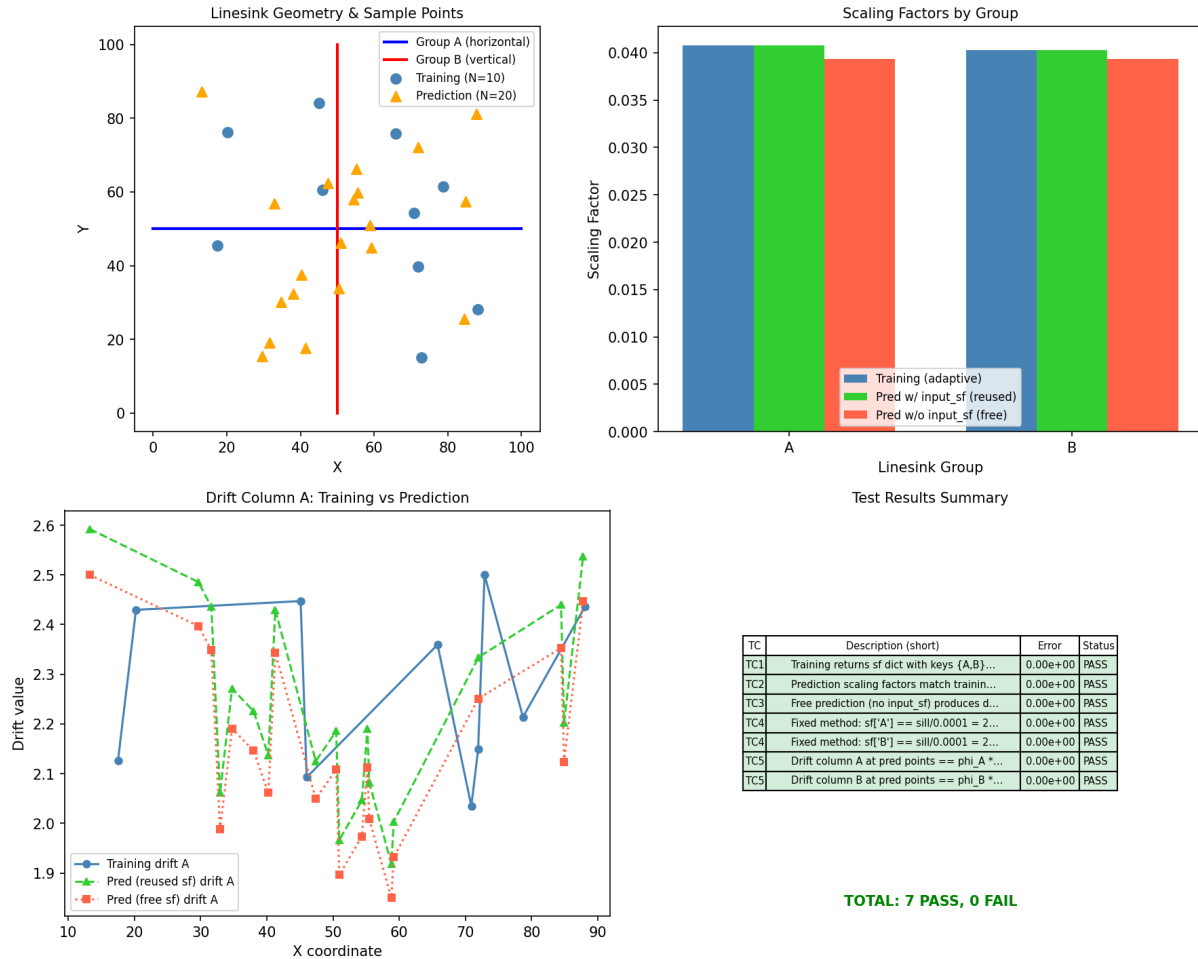 Linesink Geometry & Sample Points
Group A (horizontal)
Group B (vertical)
Training (N=10)
Prediction (N=20)
100
80
60
40
20
0
Y
0 20 40 60 80 100
X
Scaling Factors by Group
0.040
0.035
0.030
0.025
0.020
0.015
0.010
0.005
0.000
Scaling Factor
Training (adaptive)
Pred w/ input_sf (reused)
Pred w/o input_sf (free)
A B
Linesink Group
Drift Column A: Training vs Prediction
2.6
2.5
2.4
2.3
2.2
2.1
2.0
1.9
Drift value
Training drift A
Pred (reused sf) drift A
Pred (free sf) drift A
10 20 30 40 50 60 70 80 90
X coordinate
Test Results Summary
TC Description (short) Error Status
TC1 Training returns sf dict with keys {A,B}... 0.00e+00 PASS
TC2 Prediction scaling factors match trainin... 0.00e+00 PASS
TC3 Free prediction (no input_sf) produces d... 0.00e+00 PASS
TC4 Fixed method: sf['A'] == sill/0.0001 = 2... 0.00e+00 PASS
TC4 Fixed method: sf['B'] == sill/0.0001 = 2... 0.00e+00 PASS
TC5 Drift column A at pred points == phi_A *... 0.00e+00 PASS
TC5 Drift column B at pred points == phi_B *... 0.00e+00 PASS
TOTAL: 7 PASS, 0 FAIL